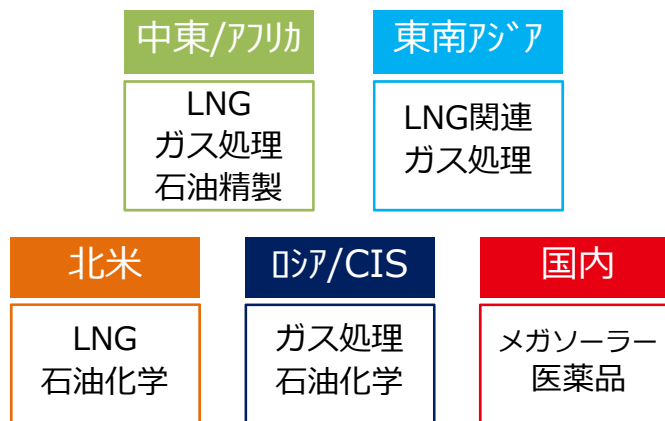 中東/ｱﾌﾘｶ
LNG
ガス処理
石油精製
東南ｱｼﾞｱ
LNG関連
ガス処理
北米
LNG
石油化学
ﾛｼｱ/CIS
ガス処理
石油化学
国内
メガソーラー
医薬品